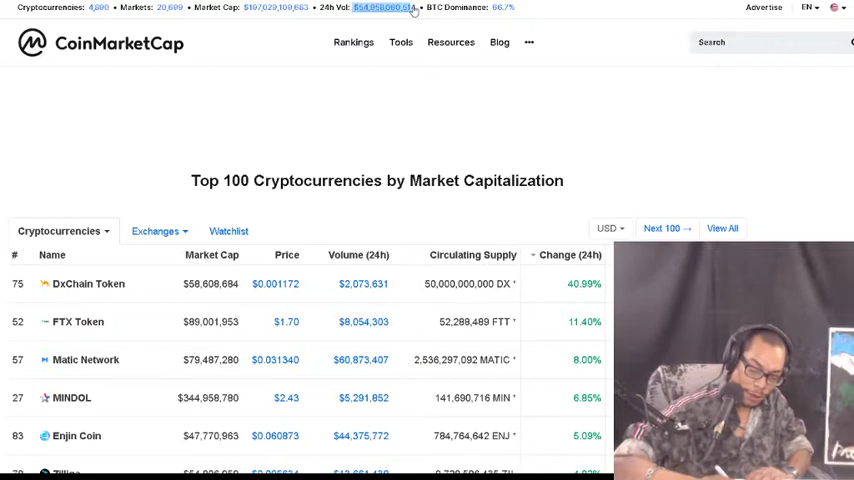 Cryptocurrencies: 4,890 • Markets: 20,699 • Market Cap: $197,029,109,683 • 24h Vol: $54,958,060,514 • BTC Dominance: 66.7% Advertise EN
CoinMarketCap Rankings Tools Resources Blog ••• Search
Top 100 Cryptocurrencies by Market Capitalization
Cryptocurrencies Exchanges Watchlist USD Next 100 → View All
# Name Market Cap Price Volume (24h) Circulating Supply Change (24h)
75 DxChain Token $58,608,684 $0.001172 $2,073,631 50,000,000,000 DX * 40.99%
52 FTX Token $89,001,953 $1.70 $8,054,303 52,288,489 FTT * 11.40%
57 Matic Network $79,487,280 $0.031340 $60,873,407 2,536,297,092 MATIC * 8.00%
27 MINDOL $344,958,780 $2.43 $5,291,852 141,690,716 MIN * 6.85%
83 Enjin Coin $47,770,963 $0.060873 $44,375,772 784,764,642 ENJ * 5.09%